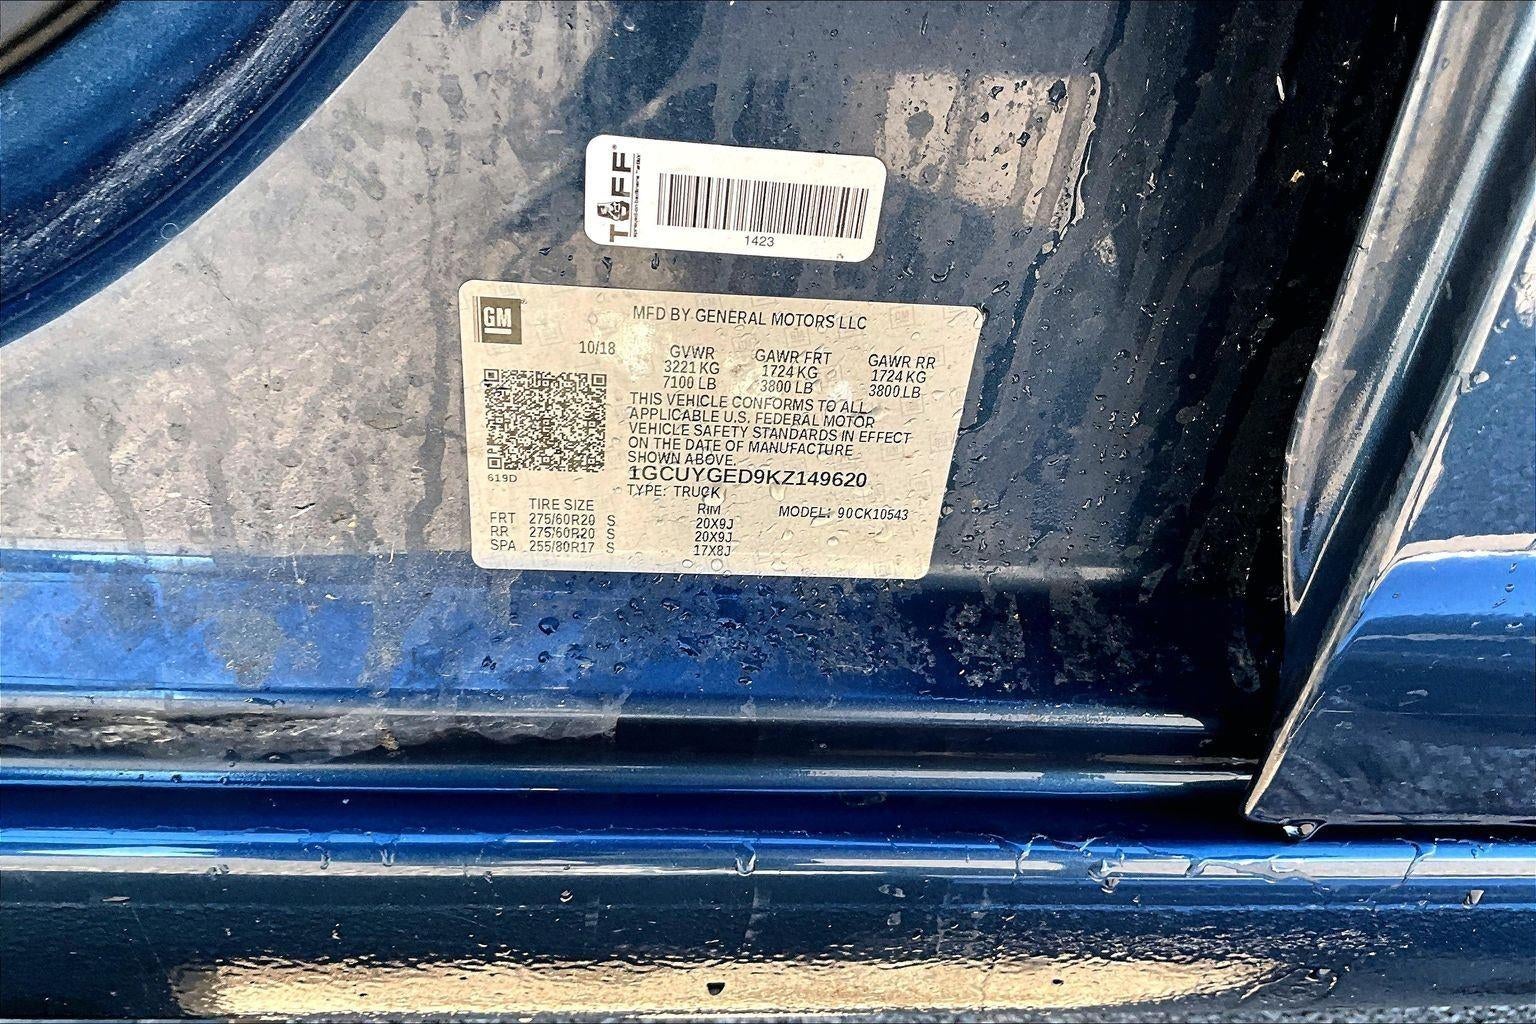 TUFF
1423
GM
MFD BY GENERAL MOTORS LLC
10/18
GVWR GAWR FRT GAWR RR
3221 KG 1724 KG 1724 KG
7100 LB 3800 LB 3800 LB
THIS VEHICLE CONFORMS TO ALL
APPLICABLE U.S. FEDERAL MOTOR
VEHICLE SAFETY STANDARDS IN EFFECT
ON THE DATE OF MANUFACTURE
SHOWN ABOVE.
619D
1GCUYGED9KZ149620
TYPE: TRUCK
TIRE SIZE RIM MODEL: 90CK10543
FRT 275/60R20 S 20X9J
RR 275/60R20 S 20X9J
SPA 255/80R17 S 17X8J